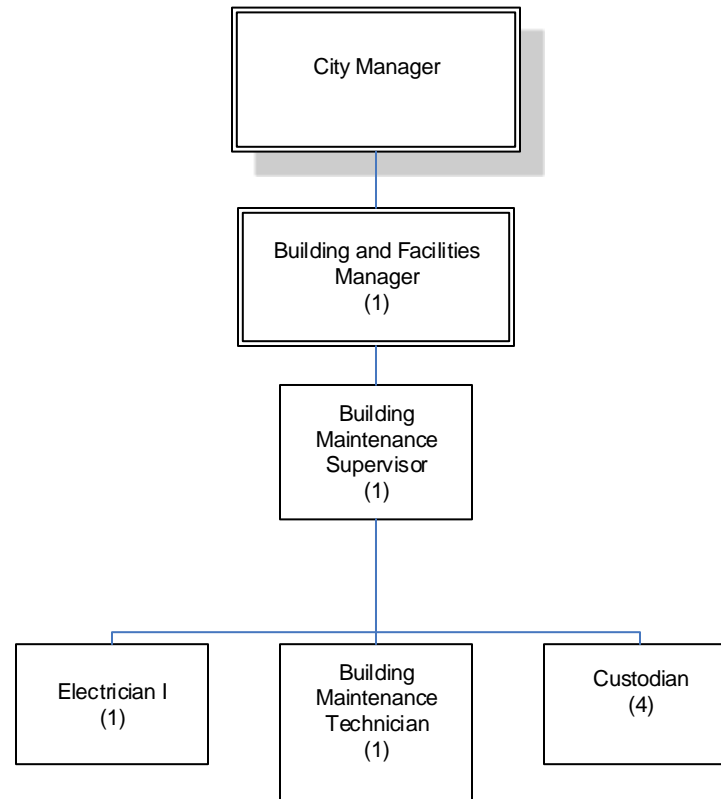 City Manager
Building and Facilities
Manager
(1)
Building
Maintenance
Supervisor
(1)
Electrician I
(1)
Building
Maintenance
Technician
(1)
Custodian
(4)